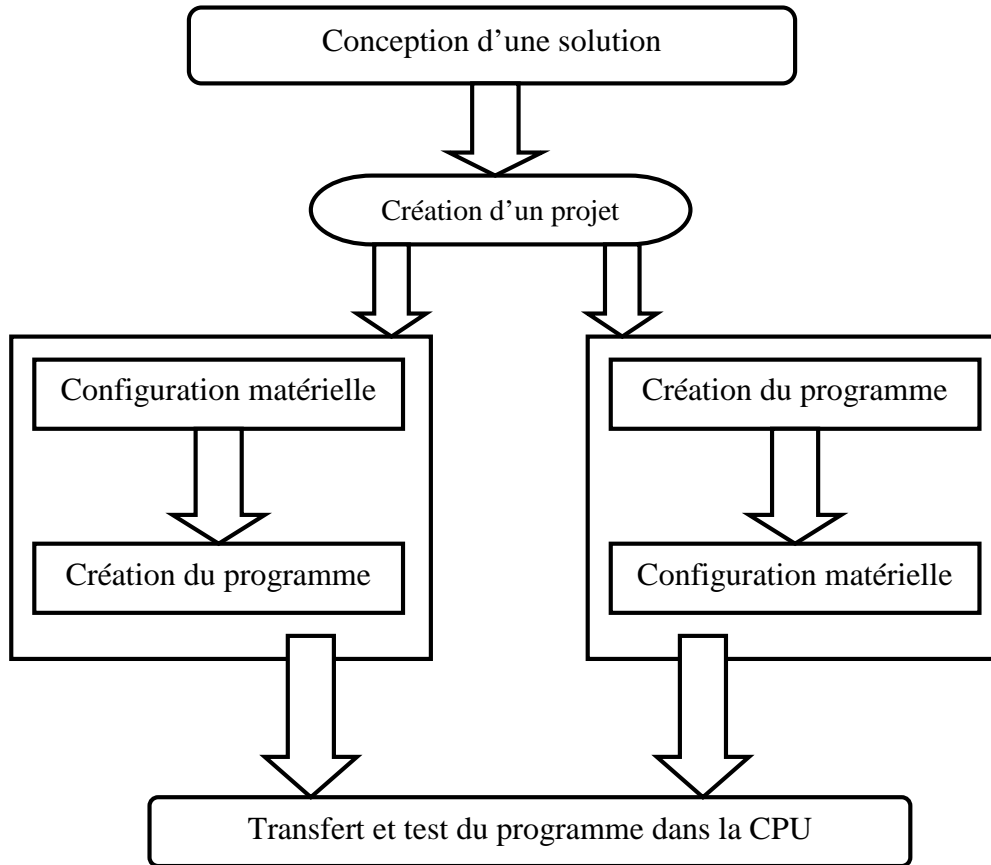 Conception d’une solution
Création d’un projet
Configuration matérielle
Création du programme
Création du programme
Configuration matérielle
Transfert et test du programme dans la CPU